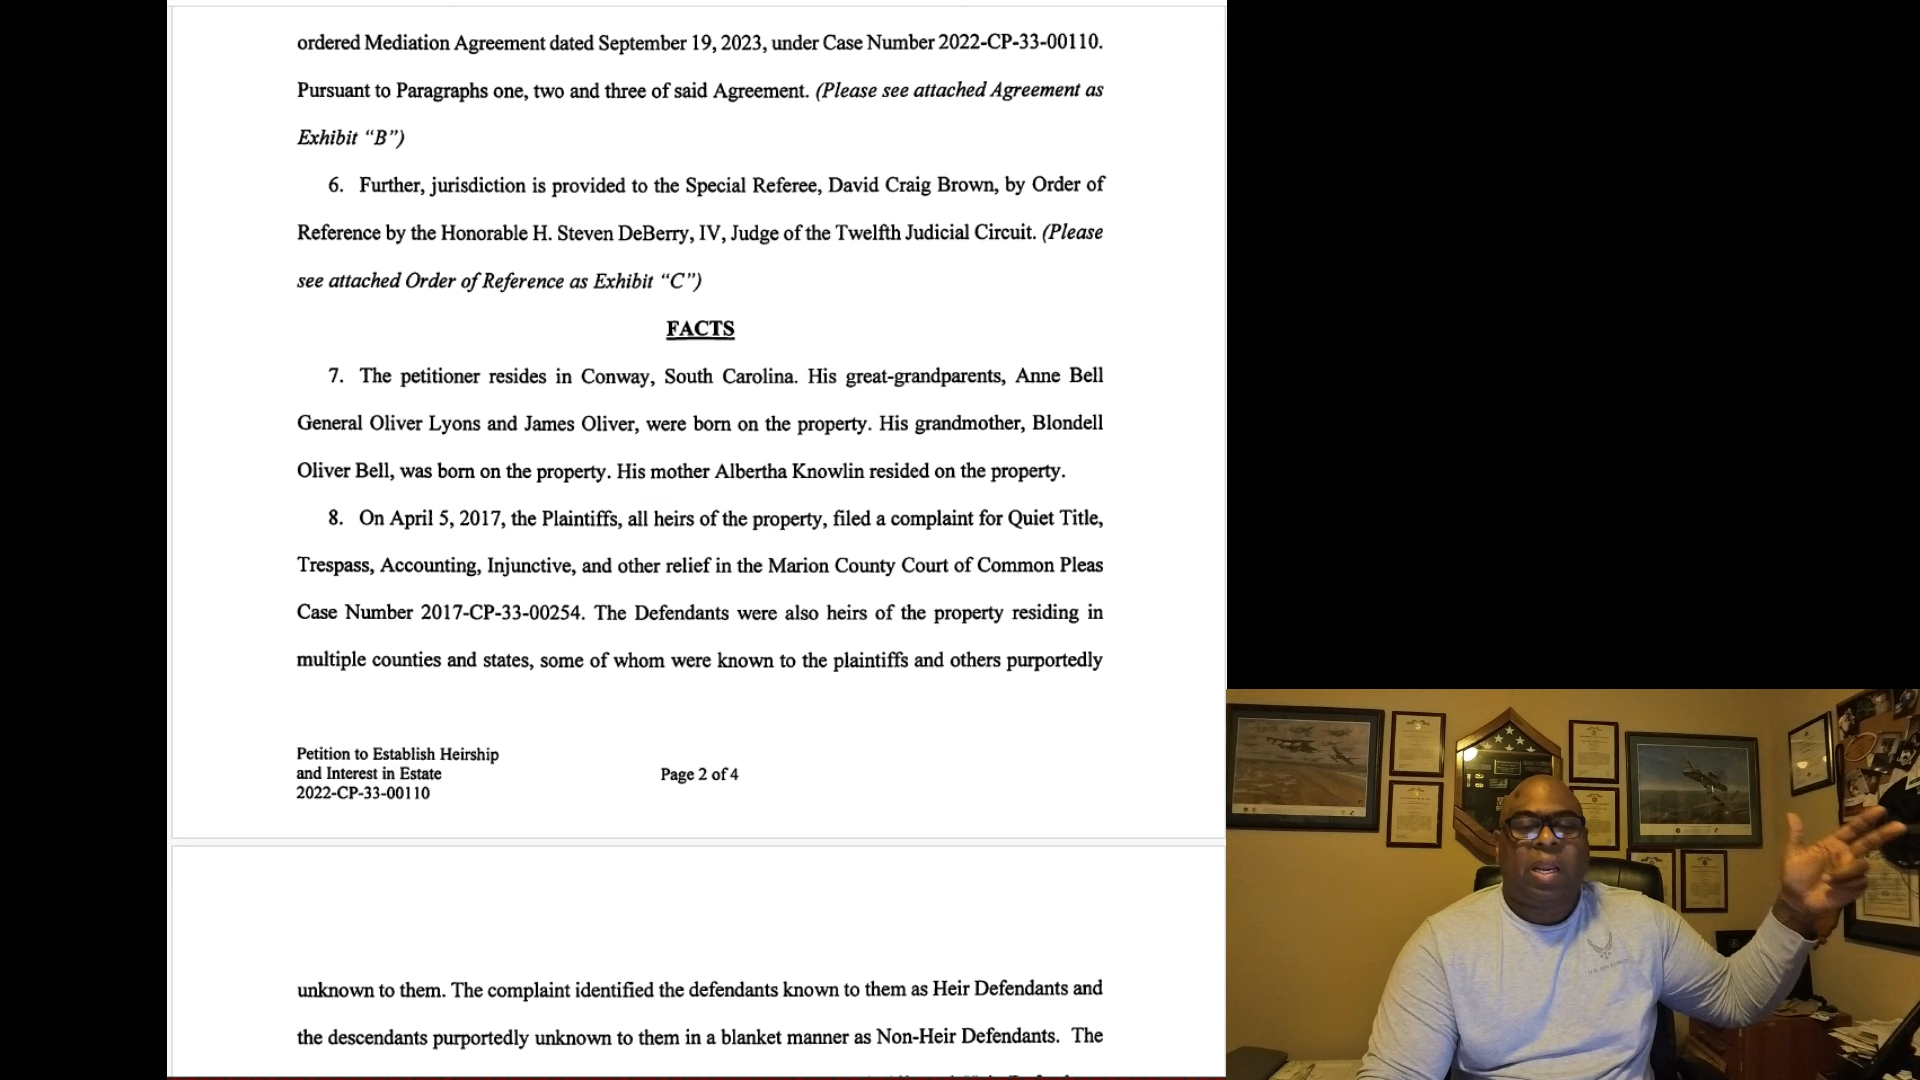 ordered Mediation Agreement dated September 19, 2023, under Case Number 2022-CP-33-00110.
Pursuant to Paragraphs one, two and three of said Agreement. (Please see attached Agreement as
Exhibit “B”)
6. Further, jurisdiction is provided to the Special Referee, David Craig Brown, by Order of
Reference by the Honorable H. Steven DeBerry, IV, Judge of the Twelfth Judicial Circuit. (Please
see attached Order of Reference as Exhibit “C”)
FACTS
7. The petitioner resides in Conway, South Carolina. His great-grandparents, Anne Bell
General Oliver Lyons and James Oliver, were born on the property. His grandmother, Blondell
Oliver Bell, was born on the property. His mother Albertha Knowlin resided on the property.
8. On April 5, 2017, the Plaintiffs, all heirs of the property, filed a complaint for Quiet Title,
Trespass, Accounting, Injunctive, and other relief in the Marion County Court of Common Pleas
Case Number 2017-CP-33-00254. The Defendants were also heirs of the property residing in
multiple counties and states, some of whom were known to the plaintiffs and others purportedly
Petition to Establish Heirship
and Interest in Estate
2022-CP-33-00110
Page 2 of 4
unknown to them. The complaint identified the defendants known to them as Heir Defendants and
the descendants purportedly unknown to them in a blanket manner as Non-Heir Defendants. The